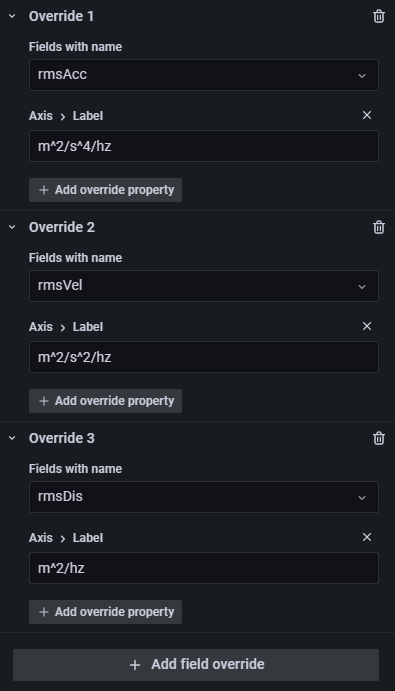 Override 1
Fields with name
rmsAcc
Axis > Label
m^2/s^4/hz
+ Add override property
Override 2
Fields with name
rmsVel
Axis > Label
m^2/s^2/hz
+ Add override property
Override 3
Fields with name
rmsDis
Axis > Label
m^2/hz
+ Add override property
+ Add field override